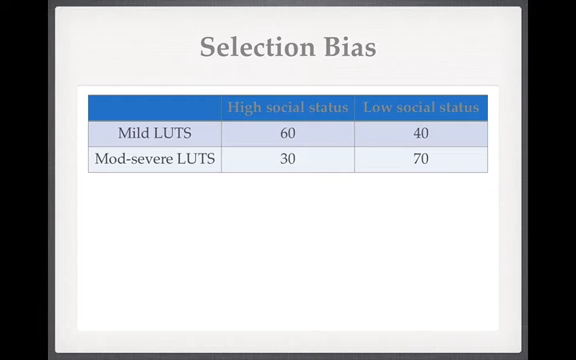 Selection Bias
High social status Low social status
Mild LUTS 60 40
Mod-severe LUTS 30 70